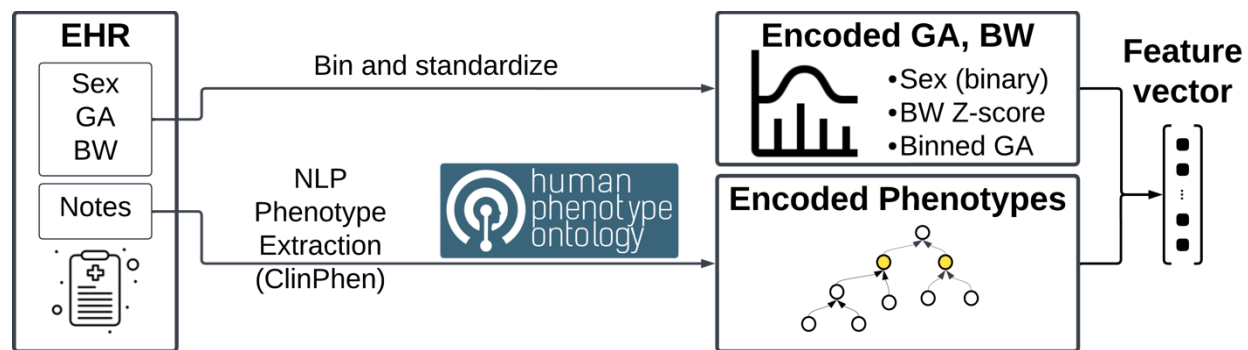 EHR
Sex
GA
BW
Notes
Bin and standardize
NLP
Phenotype
Extraction
(ClinPhen)
human
phenotype
ontology
Encoded GA, BW
•Sex (binary)
•BW Z-score
•Binned GA
Encoded Phenotypes
Feature
vector